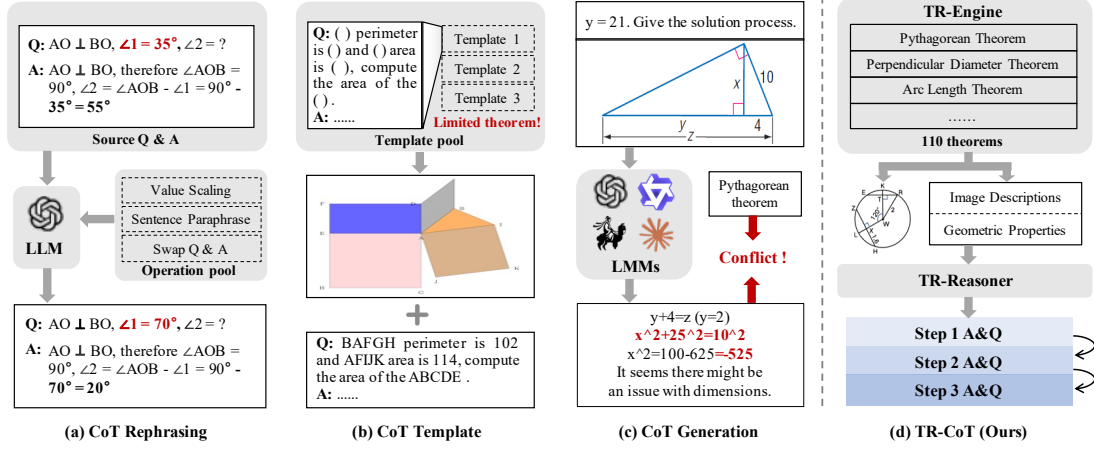 Q: AO ⊥ BO, ∠1 = 35°, ∠2 = ?
A: AO ⊥ BO, therefore ∠AOB =
90°, ∠2 = ∠AOB - ∠1 = 90° -
35° = 55°
Source Q & A
LLM
Value Scaling
Sentence Paraphrase
Swap Q & A
Operation pool
Q: AO ⊥ BO, ∠1 = 70°, ∠2 = ?
A: AO ⊥ BO, therefore ∠AOB =
90°, ∠2 = ∠AOB - ∠1 = 90° -
70° = 20°
(a) CoT Rephrasing
Q: ( ) perimeter
is ( ) and ( ) area
is ( ), compute
the area of the
( ) .
A: ......
Template 1
Template 2
Template 3
Limited theorem!
Template pool
F
D
E
A
B
C
J
K
I
Q: BAFGH perimeter is 102
and AFIJK area is 114, compute
the area of the ABCDE .
A: ......
(b) CoT Template
y = 21. Give the solution process.
x
10
y
4
z
LMMs
Pythagorean
theorem
Conflict !
y+4=z (y=2)
x^2+25^2=10^2
x^2=100-625=-525
It seems there might be
an issue with dimensions.
(c) CoT Generation
TR-Engine
Pythagorean Theorem
Perpendicular Diameter Theorem
Arc Length Theorem
......
110 theorems
K
E
R
T
Z
120°
2
W
L
X
1.6
H
Image Descriptions
Geometric Properties
TR-Reasoner
Step 1 A&Q
Step 2 A&Q
Step 3 A&Q
(d) TR-CoT (Ours)